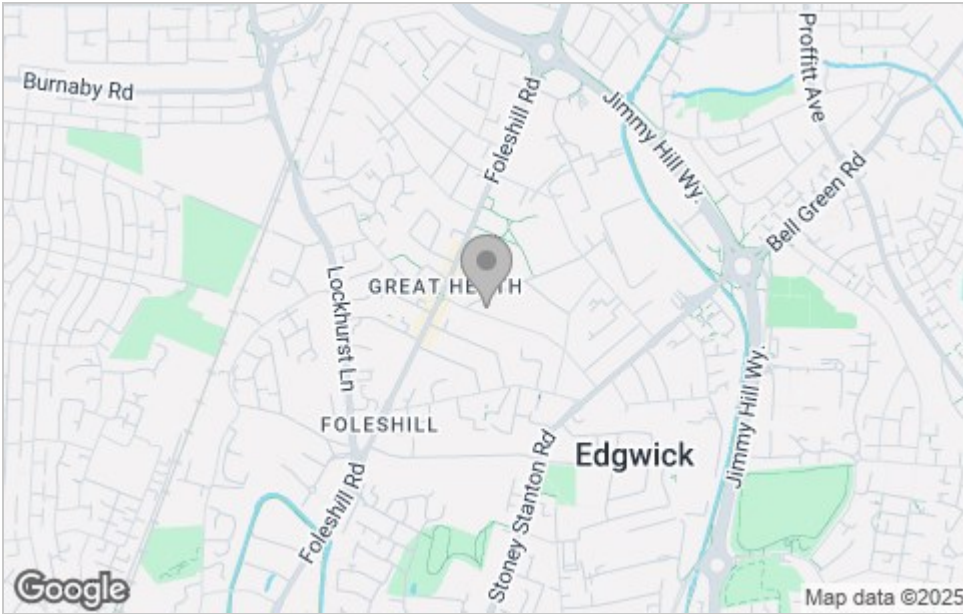 Burnaby Rd
Proffitt Ave
Foleshill Rd
Jimmy Hill Wy.
Bell Green Rd
GREAT HEATH
Lockhurst Ln
Jimmy Hill Wy.
FOLESHILL
Edgwick
Stoney Stanton Rd
Foleshill Rd
Google
Map data ©2025